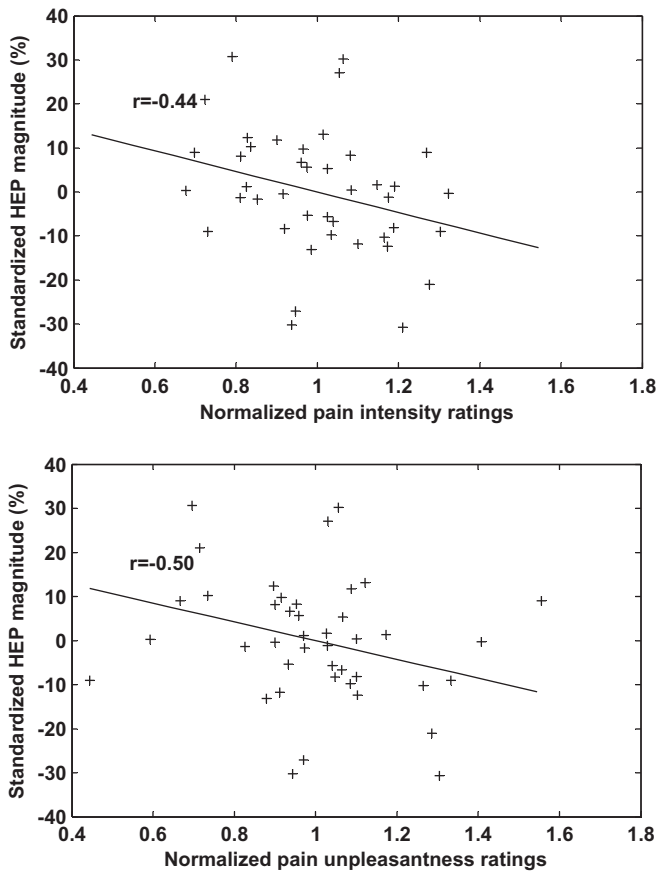 40
30
20
10
0
-10
-20
-30
-40
Standardized HEP magnitude (%)
r=-0.44
0.4 0.6 0.8 1 1.2 1.4 1.6 1.8
Normalized pain intensity ratings
40
30
20
10
0
-10
-20
-30
-40
Standardized HEP magnitude (%)
r=-0.50
0.4 0.6 0.8 1 1.2 1.4 1.6 1.8
Normalized pain unpleasantness ratings